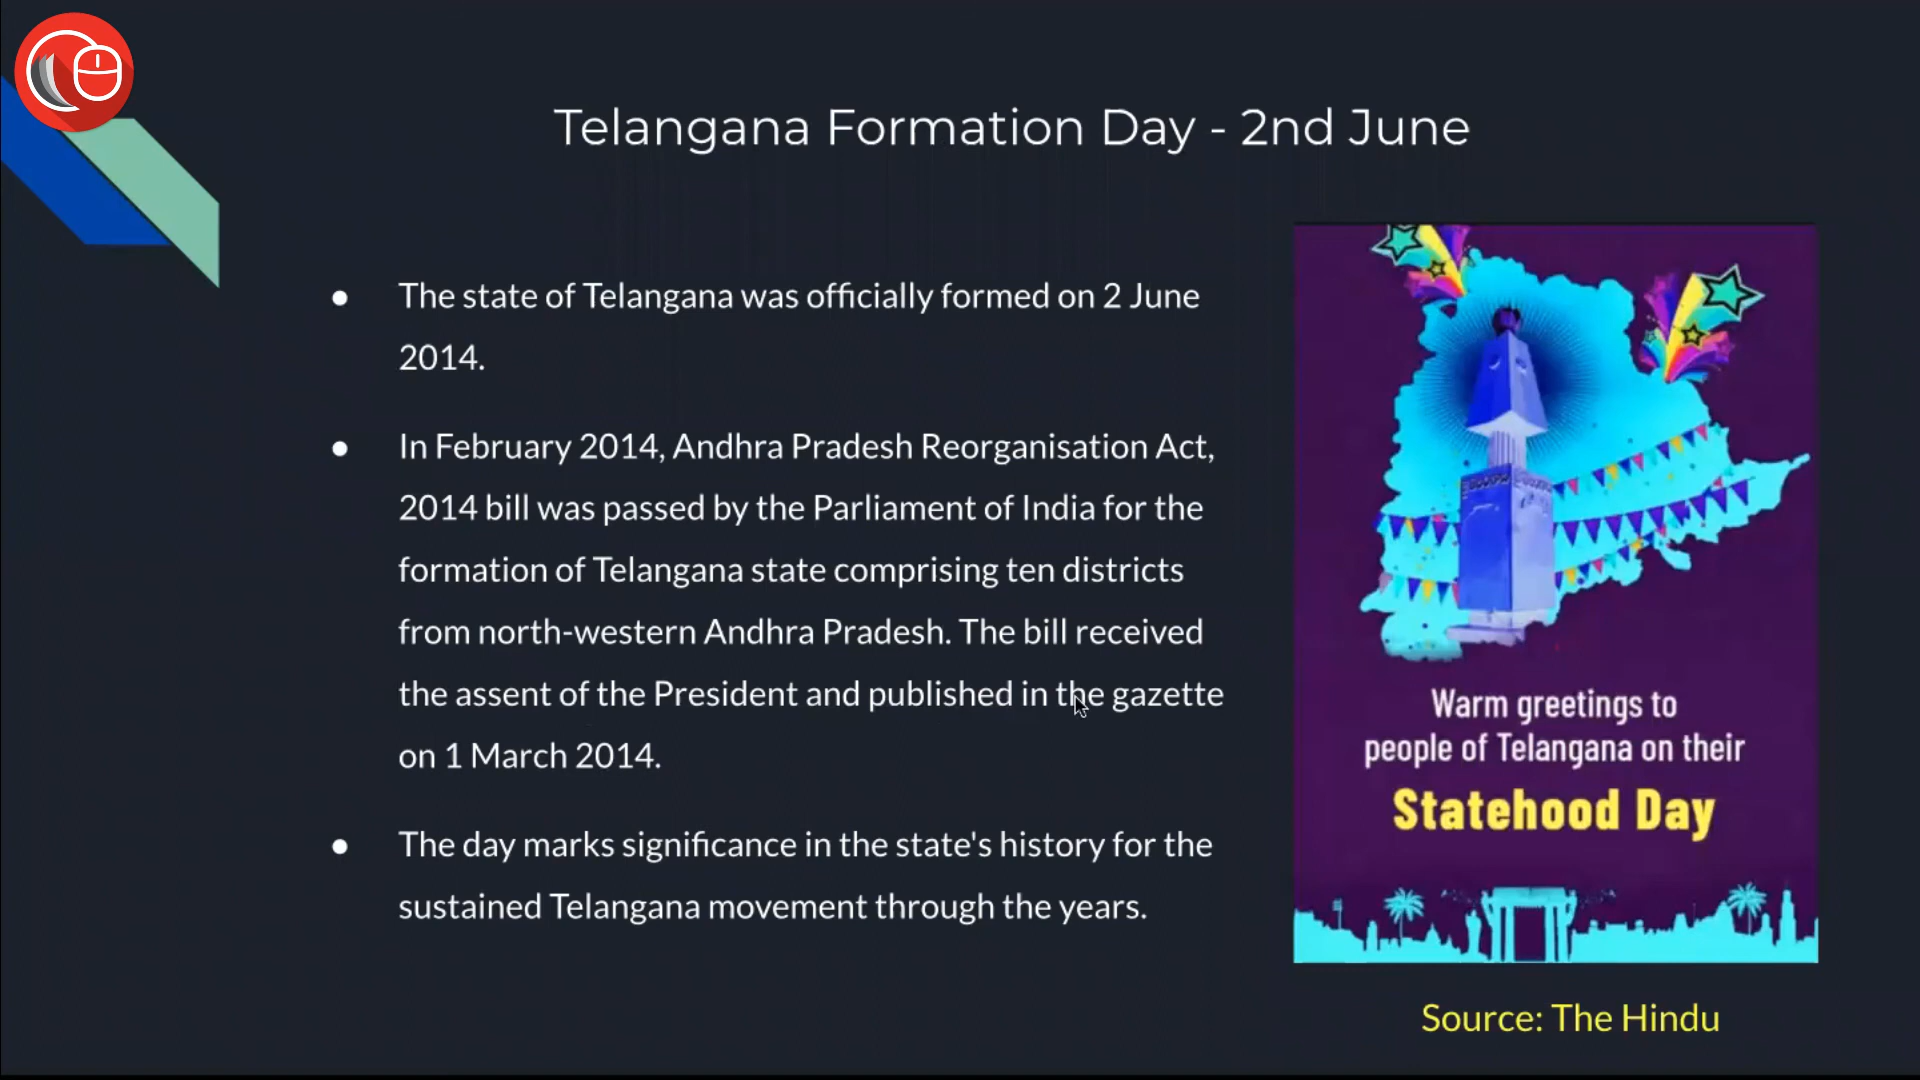 Telangana Formation Day - 2nd June
● The state of Telangana was officially formed on 2 June
2014.
● In February 2014, Andhra Pradesh Reorganisation Act,
2014 bill was passed by the Parliament of India for the
formation of Telangana state comprising ten districts
from north-western Andhra Pradesh. The bill received
the assent of the President and published in the gazette
on 1 March 2014.
● The day marks significance in the state's history for the
sustained Telangana movement through the years.
Warm greetings to
people of Telangana on their
Statehood Day
Source: The Hindu